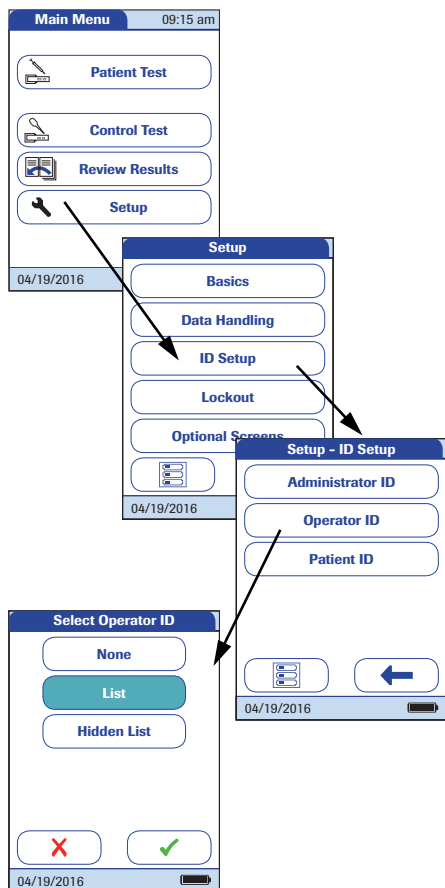 Main Menu 09:15 am
Patient Test
Control Test
Review Results
Setup
04/19/2016
Setup
Basics
Data Handling
ID Setup
Lockout
Optional Screens
04/19/2016
Setup - ID Setup
Administrator ID
Operator ID
Patient ID
04/19/2016
Select Operator ID
None
List
Hidden List
04/19/2016